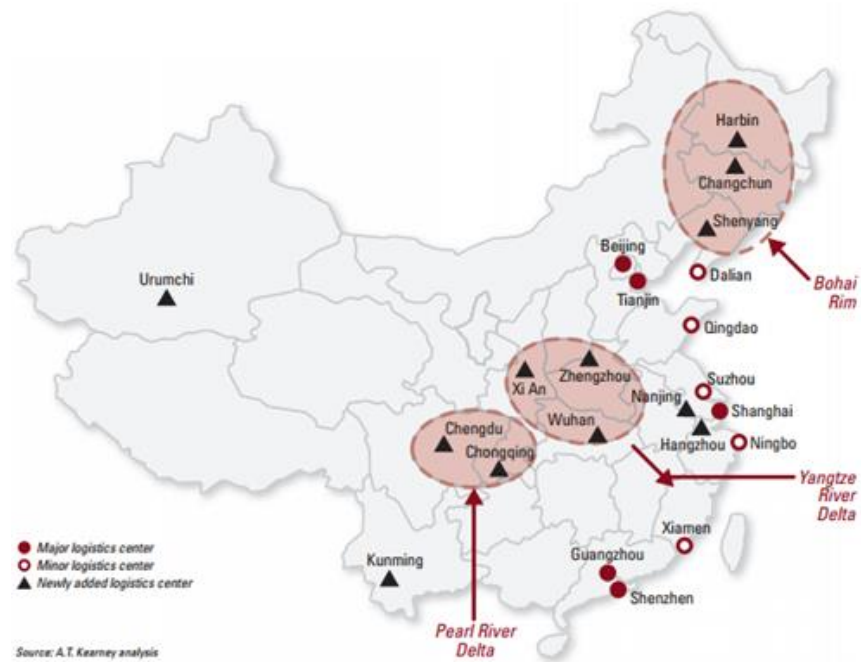 Harbin
Changchun
Shenyang
Beijing
Tianjin
Dalian
Bohai
Rim
Urumchi
Qingdao
Xi An
Zhengzhou
Suzhou
Nanjing
Shanghai
Wuhan
Hangzhou
Ningbo
Chengdu
Chongqing
Yangtze
River
Delta
Xiamen
Kunming
Guangzhou
Shenzhen
Pearl River
Delta
Major logistics center
Minor logistics center
Newly added logistics center
Source: A.T. Kearney analysis